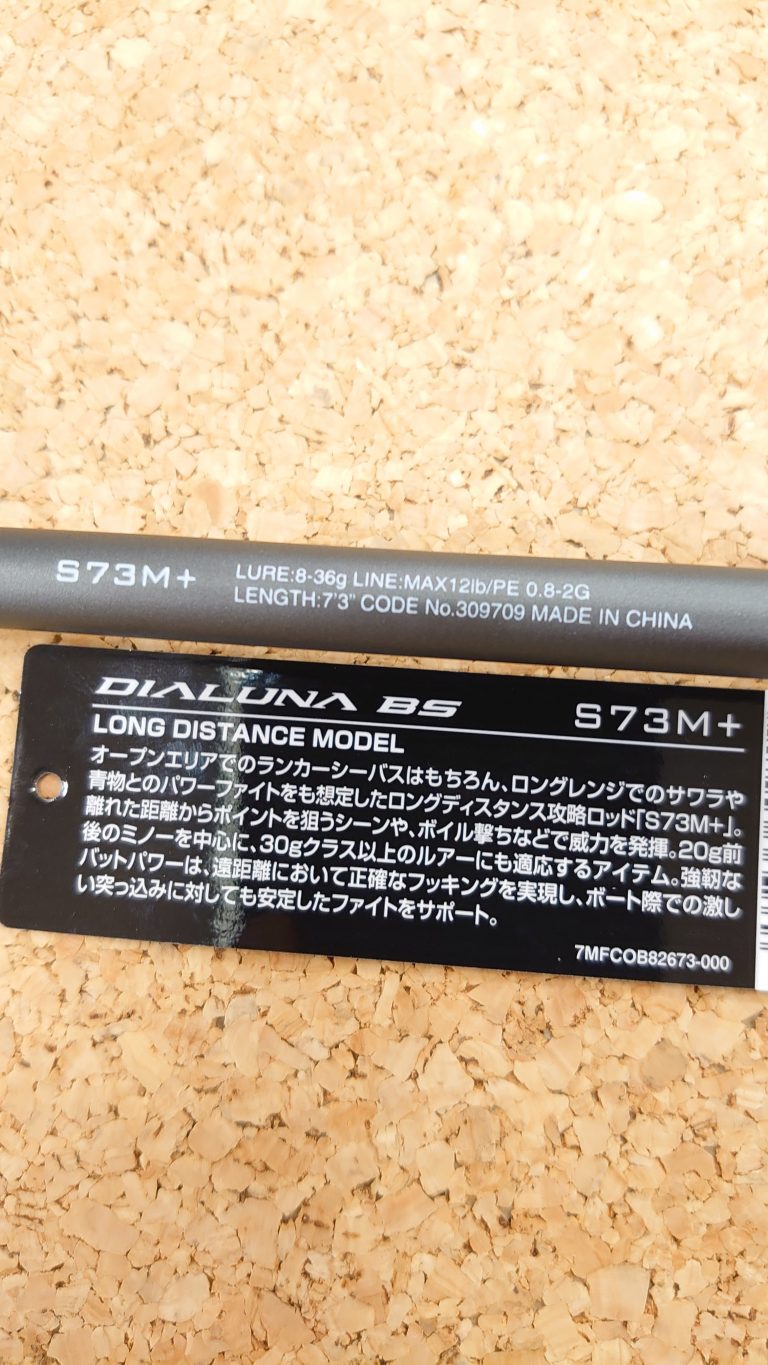 S73M+
LURE:8-36g LINE:MAX12lb/PE 0.8-2G
LENGTH:7'3" CODE No.309709 MADE IN CHINA
DIALUNA BS
S73M+
LONG DISTANCE MODEL
オープンエリアでのランカーシーバスはもちろん、ロングレンジでのサワラや
青物とのパワーファイトをも想定したロングディスタンス攻略ロッド「S73M+」。
離れた距離からポイントを狙うシーンや、ボイル撃ちなどで威力を発揮。20g前
後のミノーを中心に、30gクラス以上のルアーにも適応するアイテム。強靭な
バットパワーは、遠距離において正確なフッキングを実現し、ボート際での激し
い突っ込みに対しても安定したファイトをサポート。
7MFCOB82673-000